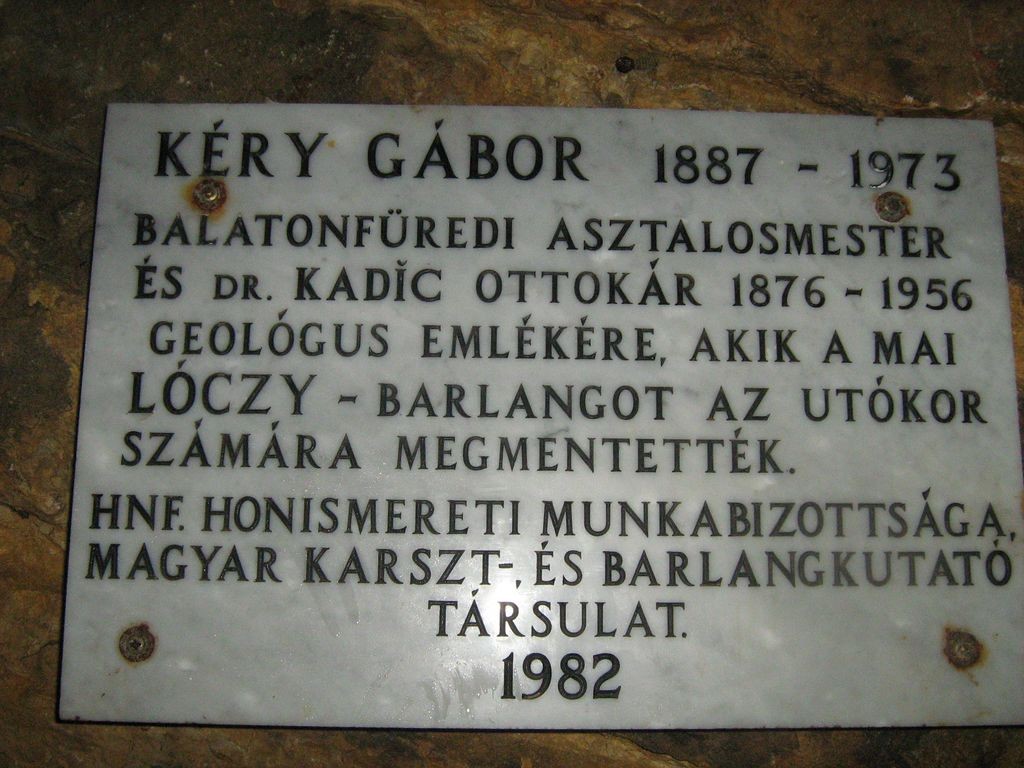 KÉRY GÁBOR 1887 - 1973
BALATONFÜREDI ASZTALOSMESTER
ÉS DR. KADĬC OTTOKÁR 1876 - 1956
GEOLÓGUS EMLÉKÉRE, AKIK A MAI
LÓCZY - BARLANGOT AZ UTÓKOR
SZÁMÁRA MEGMENTETTÉK.
HNF. HONISMERETI MUNKABIZOTTSÁGA,
MAGYAR KARSZT-, ÉS BARLANGKUTATÓ
TÁRSULAT.
1982